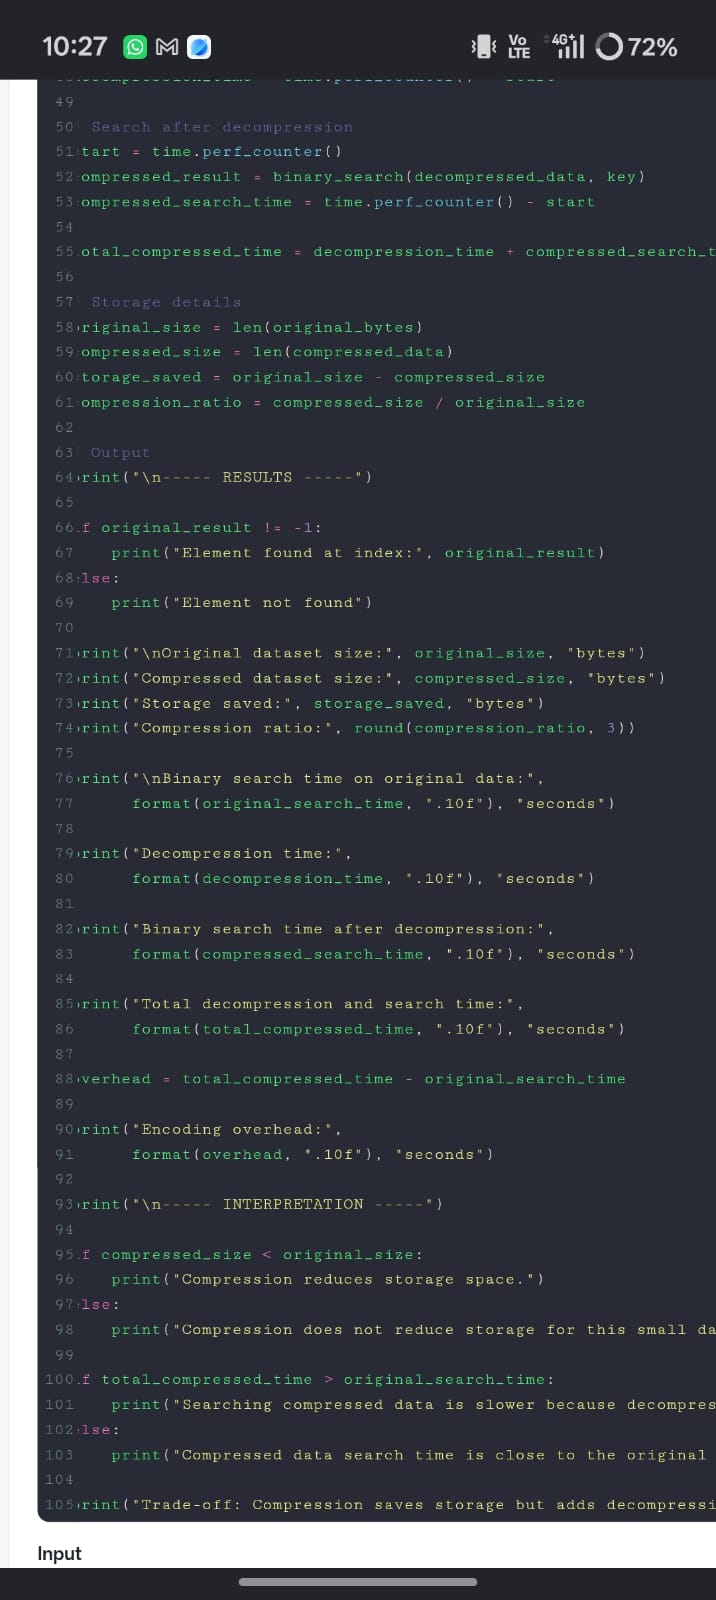 10:27
Vo LTE 4G+ 72%
49
50 Search after decompression
51 tart = time.perf_counter()
52 ompressed_result = binary_search(decompressed_data, key)
53 ompressed_search_time = time.perf_counter() - start
54
55 otal_compressed_time = decompression_time + compressed_search_t
56
57 Storage details
58 riginal_size = len(original_bytes)
59 ompressed_size = len(compressed_data)
60 torage_saved = original_size - compressed_size
61 ompression_ratio = compressed_size / original_size
62
63 Output
64 rint("\n----- RESULTS -----")
65
66 f original_result != -1:
67     print("Element found at index:", original_result)
68 lse:
69     print("Element not found")
70
71 rint("\nOriginal dataset size:", original_size, "bytes")
72 rint("Compressed dataset size:", compressed_size, "bytes")
73 rint("Storage saved:", storage_saved, "bytes")
74 rint("Compression ratio:", round(compression_ratio, 3))
75
76 rint("\nBinary search time on original data:",
77       format(original_search_time, ".10f"), "seconds")
78
79 rint("Decompression time:",
80       format(decompression_time, ".10f"), "seconds")
81
82 rint("Binary search time after decompression:",
83       format(compressed_search_time, ".10f"), "seconds")
84
85 rint("Total decompression and search time:",
86       format(total_compressed_time, ".10f"), "seconds")
87
88 verhead = total_compressed_time - original_search_time
89
90 rint("Encoding overhead:",
91       format(overhead, ".10f"), "seconds")
92
93 rint("\n----- INTERPRETATION -----")
94
95 f compressed_size < original_size:
96     print("Compression reduces storage space.")
97 lse:
98     print("Compression does not reduce storage for this small da
99
100 f total_compressed_time > original_search_time:
101     print("Searching compressed data is slower because decompres
102 lse:
103     print("Compressed data search time is close to the original
104
105 rint("Trade-off: Compression saves storage but adds decompressi
Input